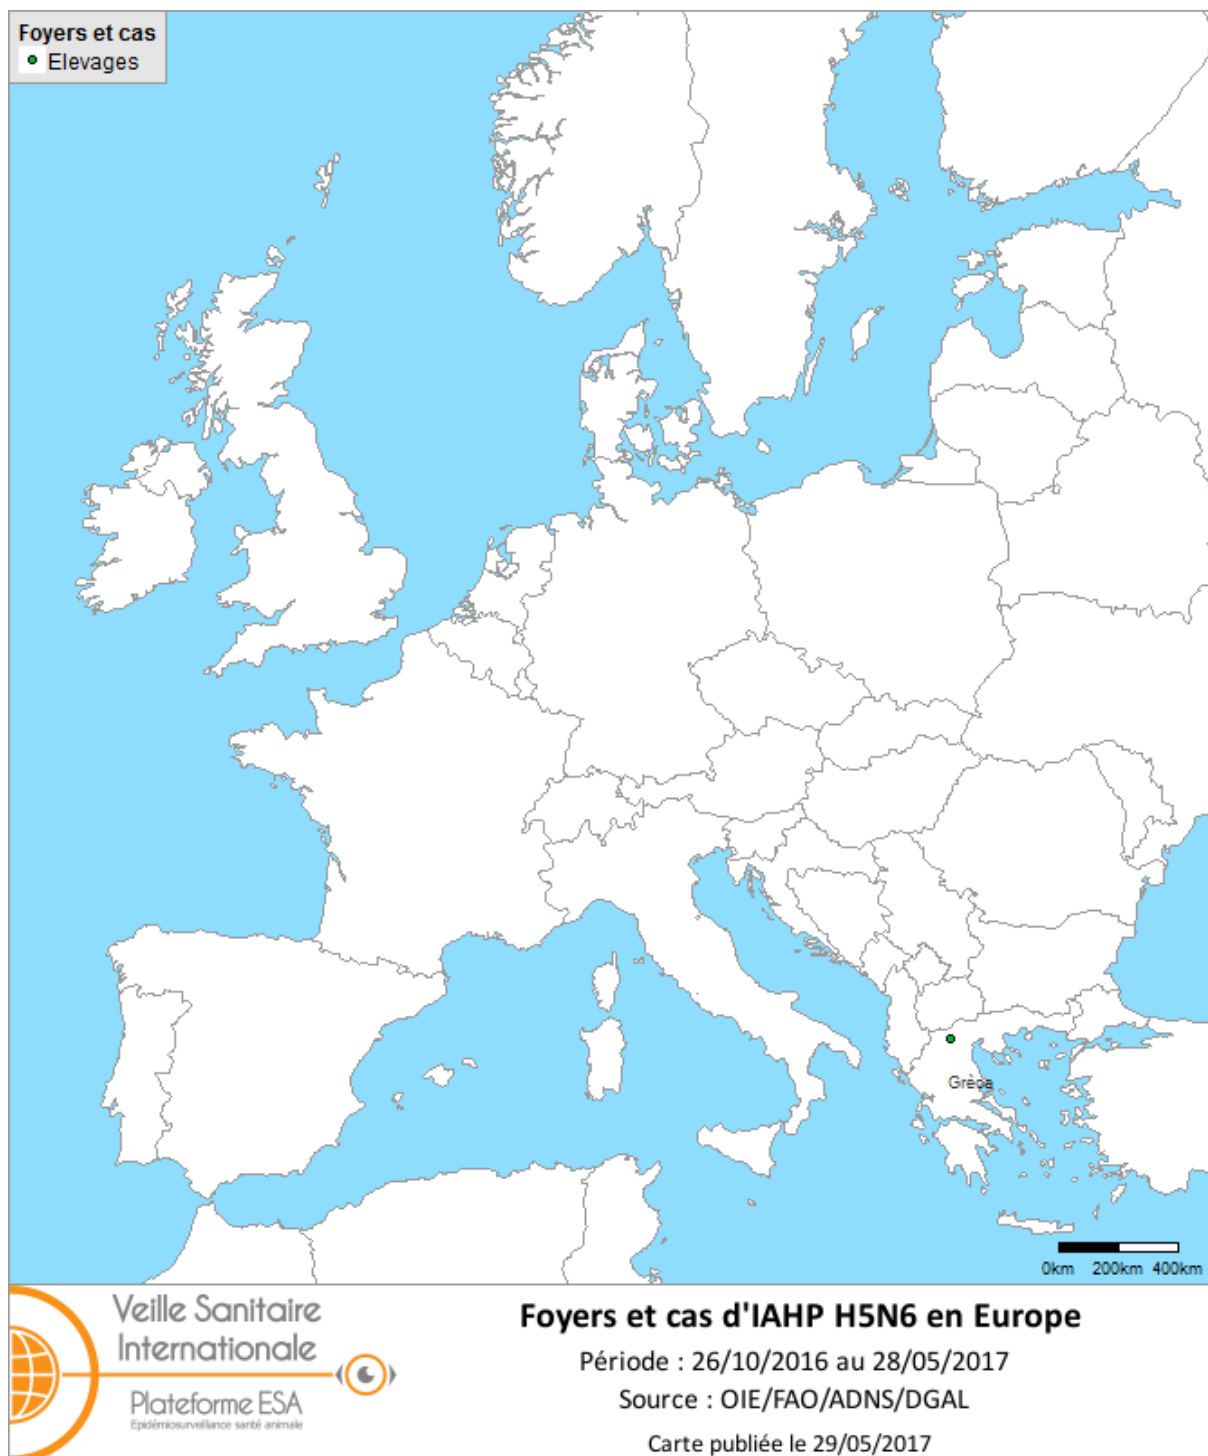 Foyers et cas
Elevages
Grèce
0km 200km 400km
Veille Sanitaire
Internationale
Plateforme ESA
Epidémiosurveillance santé animale
Foyers et cas d'IAHP H5N6 en Europe
Période : 26/10/2016 au 28/05/2017
Source : OIE/FAO/ADNS/DGAL
Carte publiée le 29/05/2017